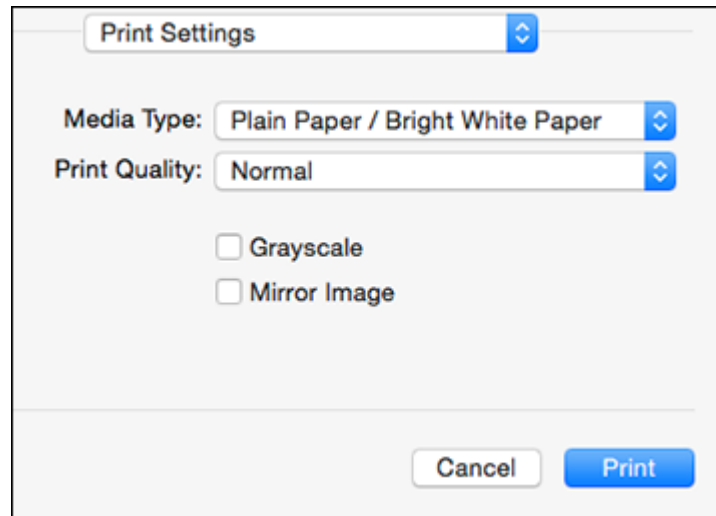 Print Settings
Media Type: Plain Paper / Bright White Paper
Print Quality: Normal
Grayscale
Mirror Image
Cancel Print